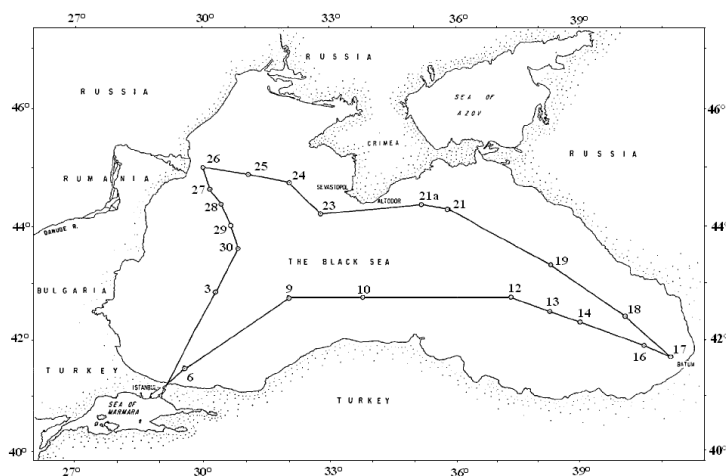 27° 30° 33° 36° 39°
RUSSIA
46° RUSSIA SEA OF AZOV 46°
CRIMEA
26 25 24 RUSSIA
RUMANIA 27 SEVASTOPOL
28 23 ALTODOR 21a 21
44° 29 44°
DANUBE R. 30 19
THE BLACK SEA
BULGARIA 3 9 10 12 13
14 18
42° 16 17 42°
TURKEY 6 BATUM
ISTANBUL
SEA OF MARMARA TURKEY
40° 40°
27° 30° 33° 36° 39°